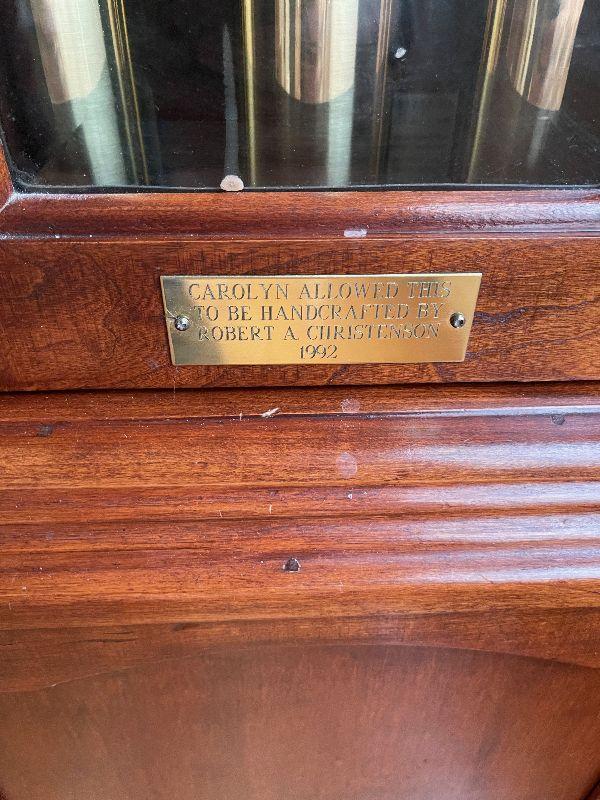 CAROLYN ALLOWED THIS
TO BE HANDCRAFTED BY
ROBERT A. CHRISTENSON
1992